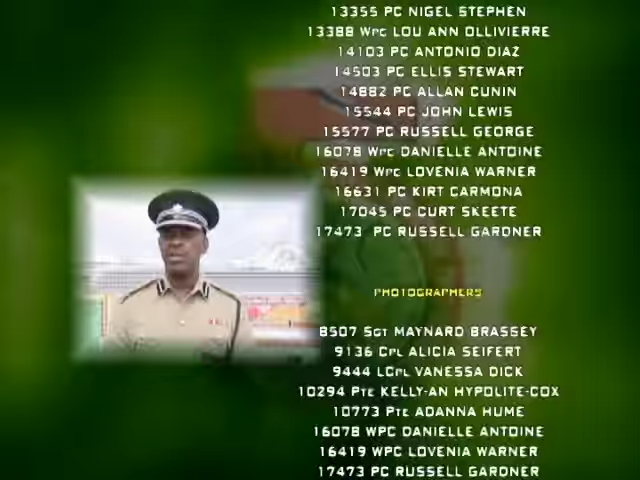 13355 PC NIGEL STEPHEN
13388 Wpc LOU ANN OLLIVIERRE
14103 PC ANTONIO DIAZ
14503 PC ELLIS STEWART
14882 PC ALLAN CUNIN
15544 PC JOHN LEWIS
15577 PC RUSSELL GEORGE
16078 Wpc DANIELLE ANTOINE
16419 Wpc LOVENIA WARNER
16631 PC KIRT CARMONA
17045 PC CURT SKEETE
17473 PC RUSSELL GARDNER
PHOTOGRAPHERS
8507 Sgt MAYNARD BRASSEY
9136 Cpl ALICIA SEIFERT
9444 LCpl VANESSA DICK
10294 Pte KELLY-AN HYPOLITE-COX
10773 Pte ADANNA HUME
16078 WPC DANIELLE ANTOINE
16419 WPC LOVENIA WARNER
17473 PC RUSSELL GARDNER